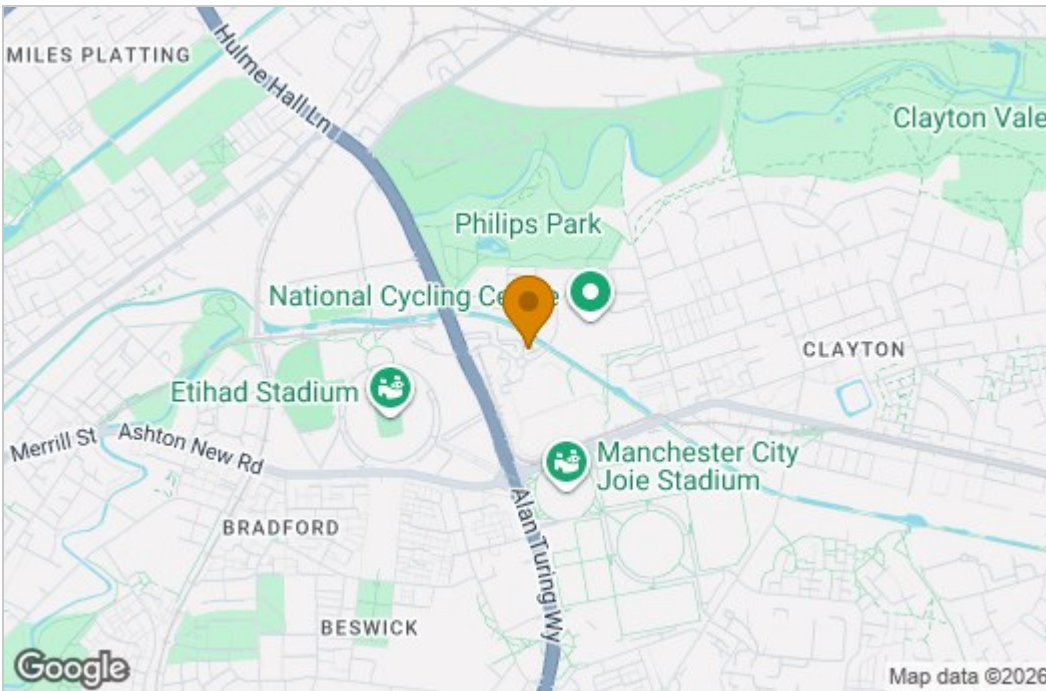 MILES PLATTING
Hulme Hall Ln
Clayton Vale
Philips Park
National Cycling Ce e
CLAYTON
Etihad Stadium
Merrill St
Ashton New Rd
Manchester City
Joie Stadium
BRADFORD
Alan Turing Wy
BESWICK
Google
Map data ©2026